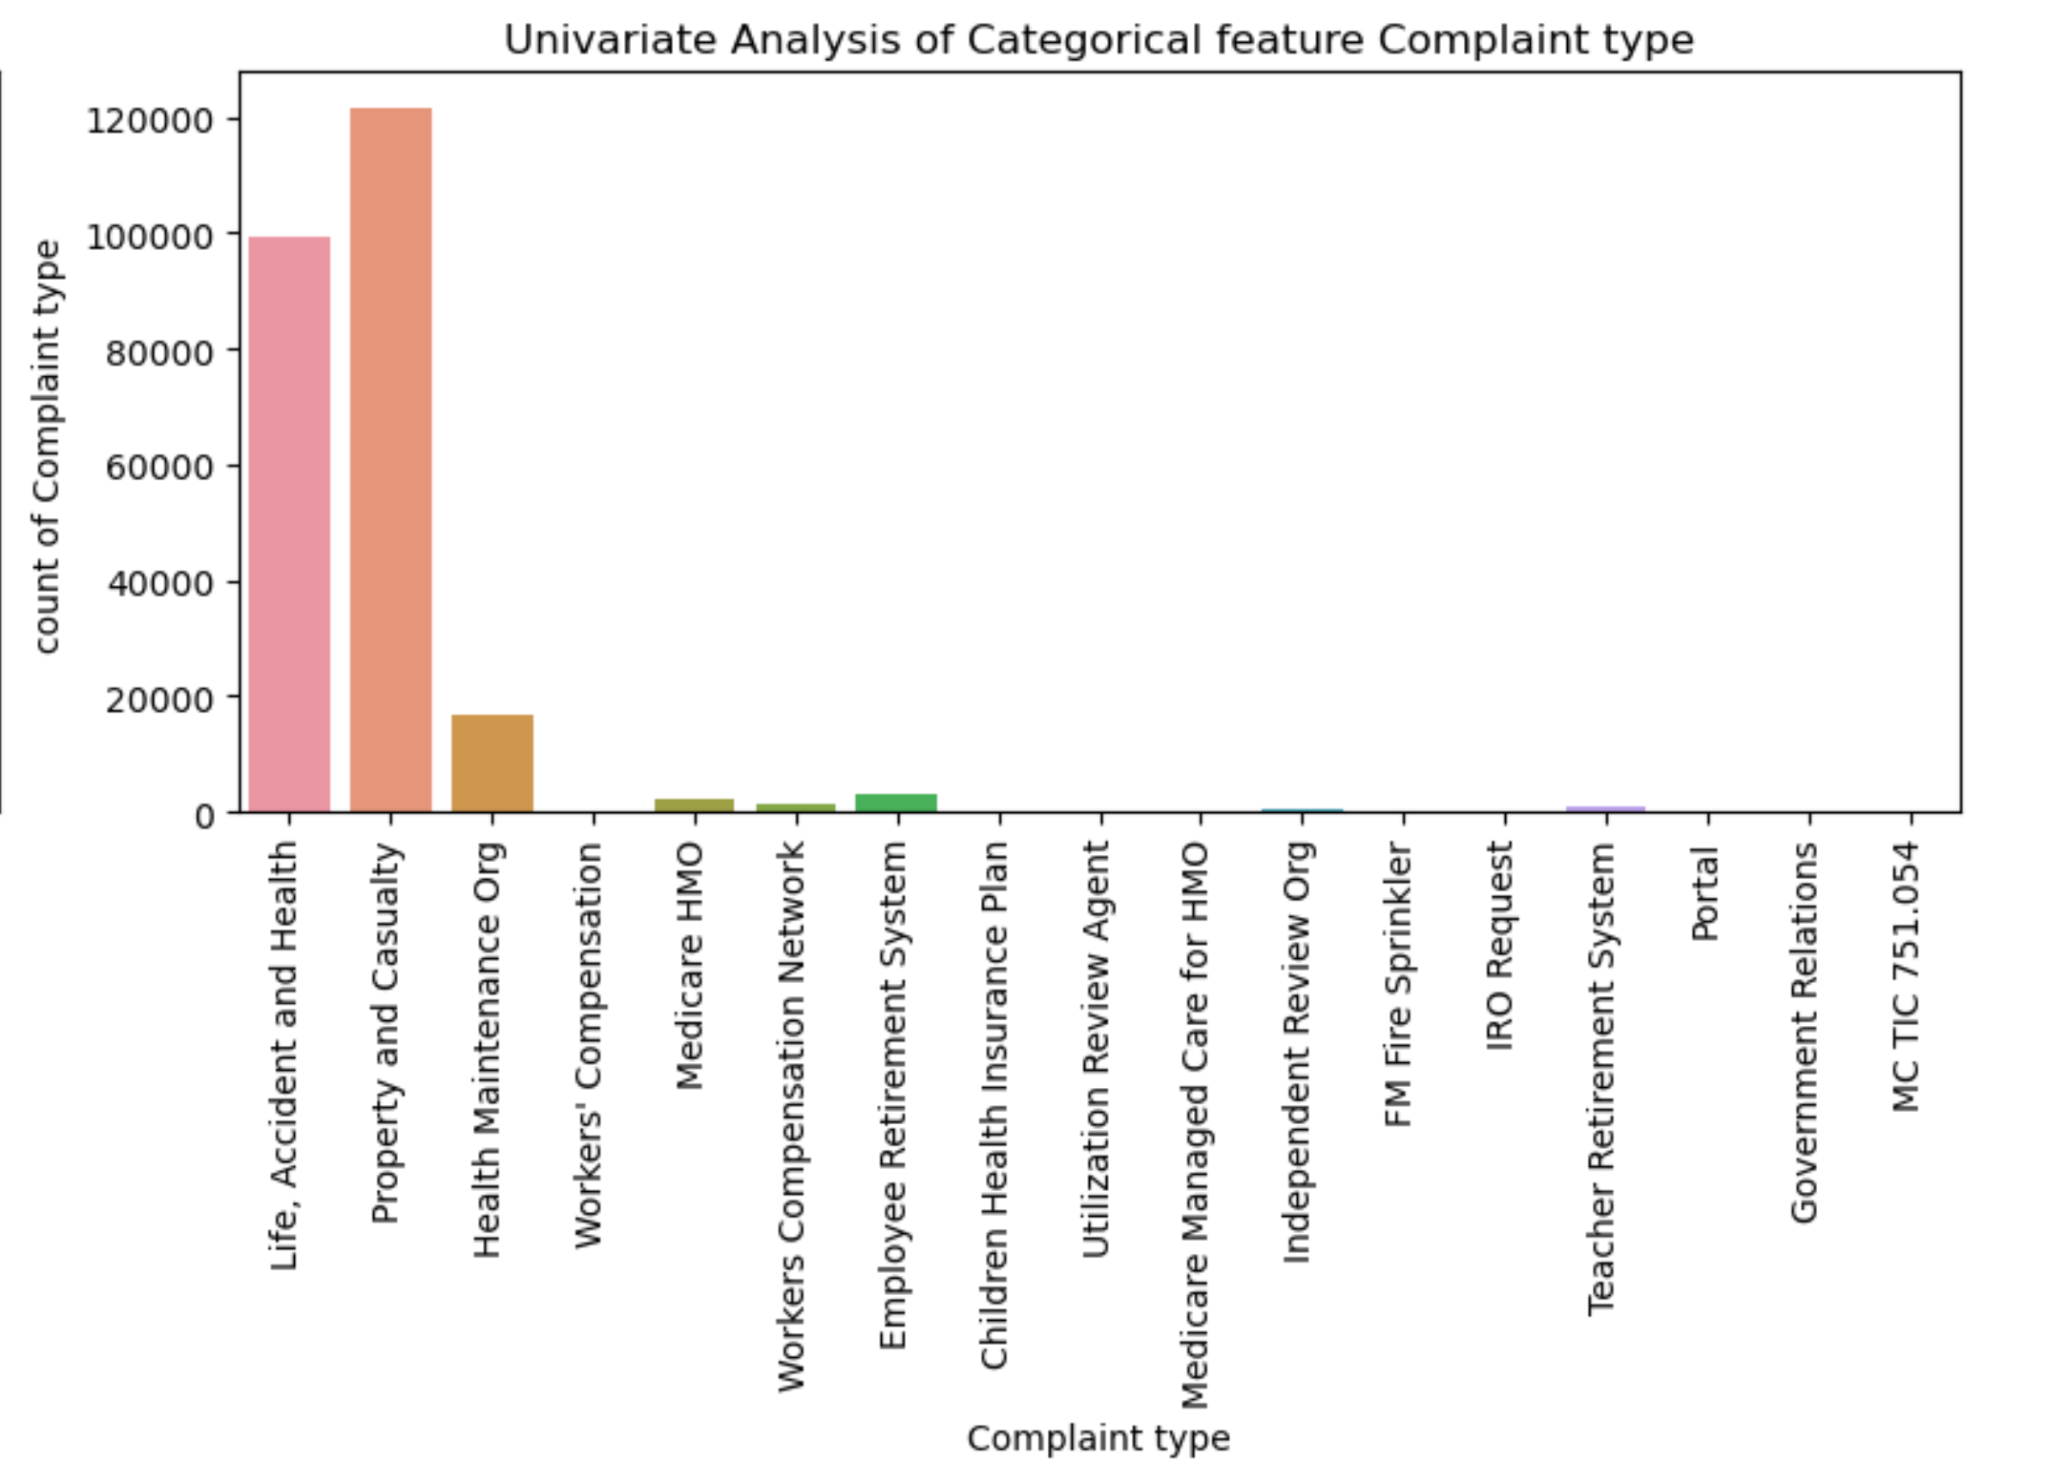 Univariate Analysis of Categorical feature Complaint type
count of Complaint type
120000
100000
80000
60000
40000
20000
0
Life, Accident and Health
Property and Casualty
Health Maintenance Org
Workers' Compensation
Medicare HMO
Workers Compensation Network
Employee Retirement System
Children Health Insurance Plan
Utilization Review Agent
Medicare Managed Care for HMO
Independent Review Org
FM Fire Sprinkler
IRO Request
Teacher Retirement System
Portal
Government Relations
MC TIC 751.054
Complaint type